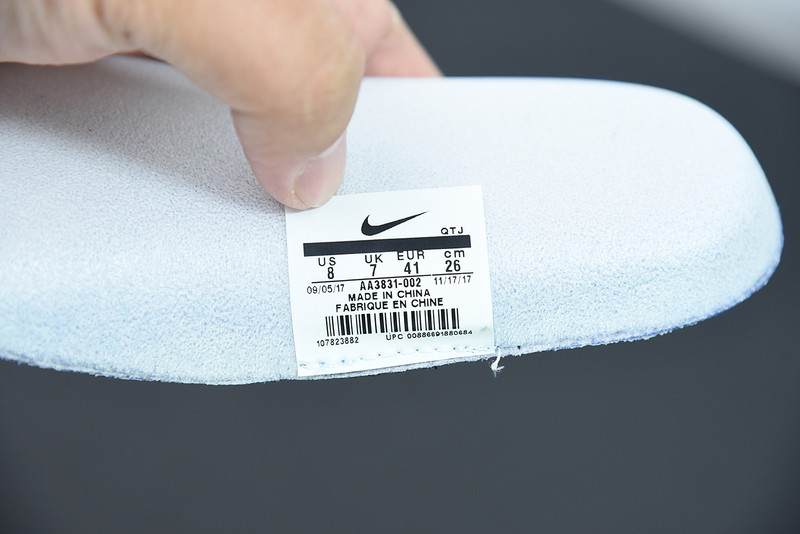 QTJ
US UK EUR cm
8 7 41 26
09/05/17 AA3831-002 11/17/17
MADE IN CHINA
FABRIQUE EN CHINE
107823882 UPC 00886691880684